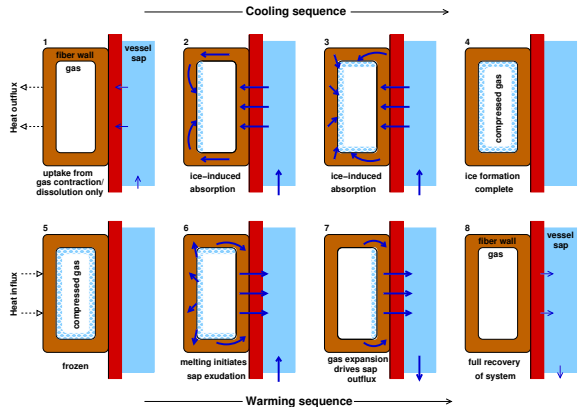 Cooling sequence
1
fiber wall
gas
vessel
sap
Heat outflux
uptake from
gas contraction/
dissolution only
2
ice−induced
absorption
3
ice−induced
absorption
4
compressed gas
ice formation
complete
5
Heat influx
compressed gas
frozen
6
melting initiates
sap exudation
7
gas expansion
drives sap
outflux
8
fiber wall
gas
vessel
sap
full recovery
of system
Warming sequence